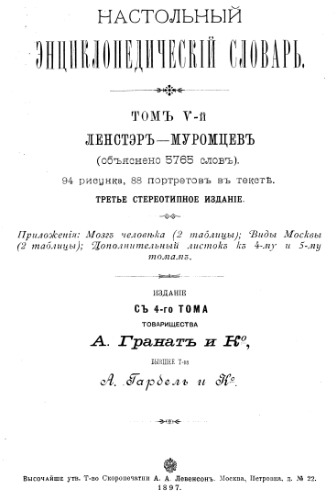 НАСТОЛЬНЫЙ
ЭНЦИКЛОПЕДИЧЕСКІЙ СЛОВАРЬ.
ТОМЪ V-й
ЛЕНСТЭРЪ—МУРОМЦЕВЪ
(объяснено 5765 словъ).
94 рисунка, 88 портретовъ въ текстѣ.
ТРЕТЬЕ СТЕРЕОТИПНОЕ ИЗДАНІЕ.
Приложенія: Мозгъ человѣка (2 таблицы); Виды Москвы
(2 таблицы); Дополнительный листокъ къ 4-му и 5-му
томамъ.
ИЗДАНІЕ
СЪ 4-го ТОМА
ТОВАРИЩЕСТВА
А. Гранатъ и Ко,
БЫВШЕЕ Т-во
А. Гарбель и Ко.
Высочайше утв. Т-во Скоропечатни А. А. Левенсонъ. Москва, Петровка, д. № 22.
1897.